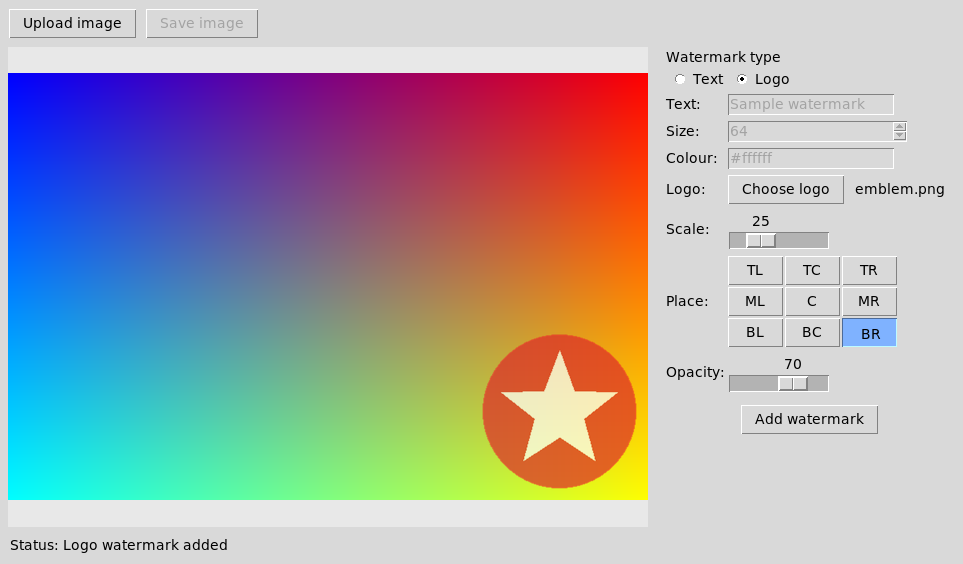 Upload image Save image
Watermark type
Text Logo
Text: Sample watermark
Size: 64
Colour: #ffffff
Logo: Choose logo emblem.png
Scale: 25
TL TC TR
Place: ML C MR
BL BC BR
Opacity: 70
Add watermark
Status: Logo watermark added